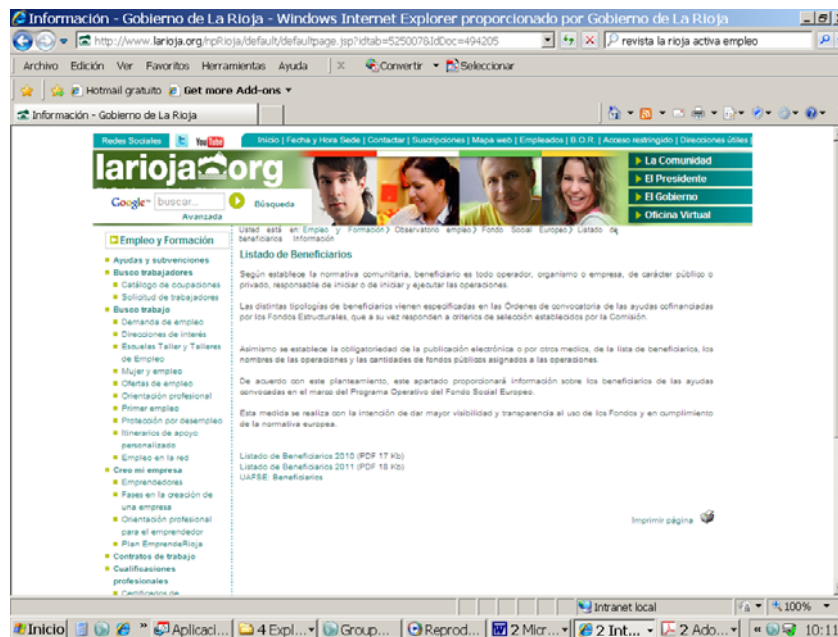 Información - Gobierno de La Rioja - Windows Internet Explorer proporcionado por Gobierno de La Rioja
http://www.larioja.org/npRioja/default/defaultpage.jsp?idtab=525007&IdDoc=494205
revista la rioja activa empleo
Archivo Edición Ver Favoritos Herramientas Ayuda
Convertir Seleccionar
Hotmail gratuito Get more Add-ons
Información - Gobierno de La Rioja
Redes Sociales You Tube
Inicio | Fecha y Hora Sede | Contactar | Suscripciones | Mapa web | Empleados | B.O.R. | Acceso restringido | Direcciones útiles |
larioja.org
La Comunidad
El Presidente
El Gobierno
Oficina Virtual
Google buscar... Búsqueda
Avanzada
Usted está en: Empleo y Formación > Observatorio empleo > Fondo Social Europeo > Listado de
beneficiarios Información
Empleo y Formación
Ayudas y subvenciones
Busco trabajadores
Catálogo de ocupaciones
Solicitud de trabajadores
Busco trabajo
Demanda de empleo
Direcciones de interés
Escuelas Taller y Talleres
de Empleo
Mujer y empleo
Ofertas de empleo
Orientación profesional
Primer empleo
Protección por desempleo
Itinerarios de apoyo
personalizado
Empleo en la red
Creo mi empresa
Emprendedores
Fases en la creación de
una empresa
Orientación profesional
para el emprendedor
Plan EmprendeRioja
Contratos de trabajo
Cualificaciones
profesionales
Certificados de
Listado de Beneficiarios
Según establece la normativa comunitaria, beneficiario es todo operador, organismo o empresa, de carácter público o
privado, responsable de iniciar o de iniciar y ejecutar las operaciones.
Las distintas tipologías de beneficiarios vienen especificadas en las Órdenes de convocatoria de las ayudas cofinanciadas
por los Fondos Estructurales, que a su vez responden a criterios de selección establecidos por la Comisión.
Asimismo se establece la obligatoriedad de la publicación electrónica o por otros medios, de la lista de beneficiarios, los
nombres de las operaciones y las cantidades de fondos públicos asignados a las operaciones.
De acuerdo con este planteamiento, este apartado proporcionará información sobre los beneficiarios de las ayudas
convocadas en el marco del Programa Operativo del Fondo Social Europeo.
Esta medida se realiza con la intención de dar mayor visibilidad y transparencia al uso de los Fondos y en cumplimiento
de la normativa europea.
Listado de Beneficiarios 2010 (PDF 17 Kb)
Listado de Beneficiarios 2011 (PDF 18 Kb)
UAFSE: Beneficiarios
Imprimir página
Intranet local
100%
Inicio Aplicaci... 4 Expl... Group... Reprod... 2 Micr... 2 Int... 2 Ado...